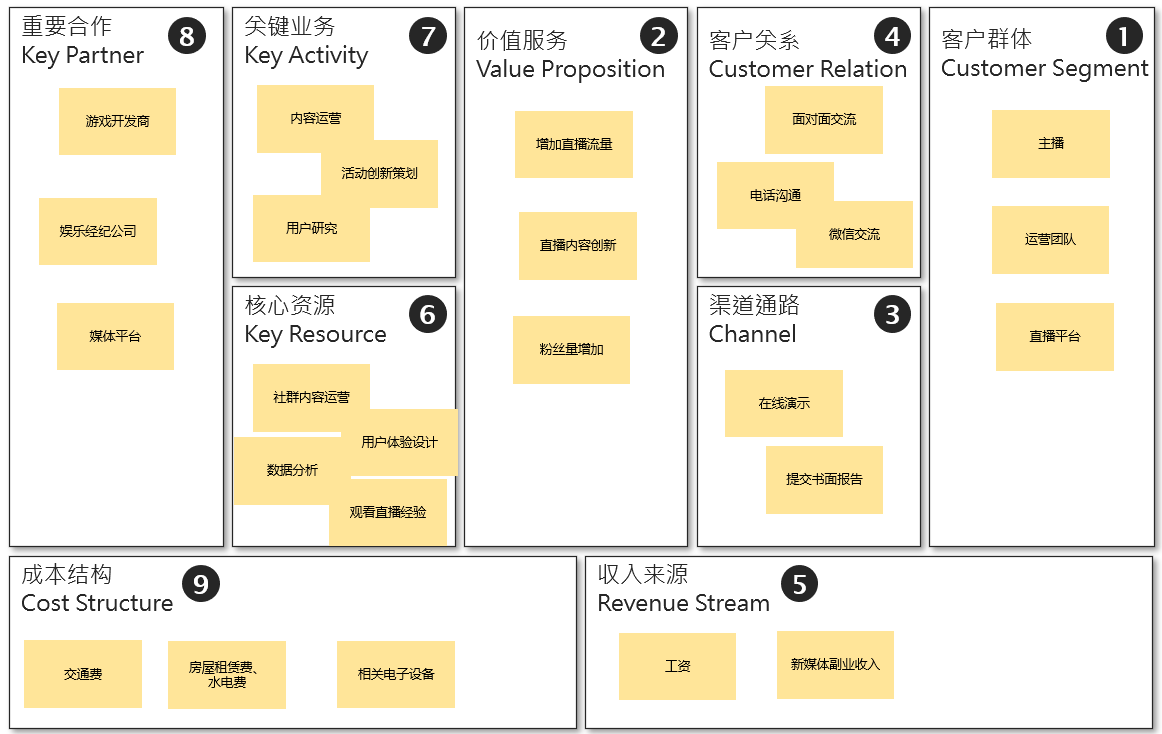 重要合作
Key Partner
8
游戏开发商
娱乐经纪公司
媒体平台
关键业务
Key Activity
7
内容运营
活动创新策划
用户研究
核心资源
Key Resource
6
社群内容运营
用户体验设计
数据分析
观看直播经验
价值服务
Value Proposition
2
增加直播流量
直播内容创新
粉丝量增加
客户关系
Customer Relation
4
面对面交流
电话沟通
微信交流
渠道通路
Channel
3
在线演示
提交书面报告
客户群体
Customer Segment
1
主播
运营团队
直播平台
成本结构
Cost Structure
9
交通费
房屋租赁费、
水电费
相关电子设备
收入来源
Revenue Stream
5
工资
新媒体副业收入